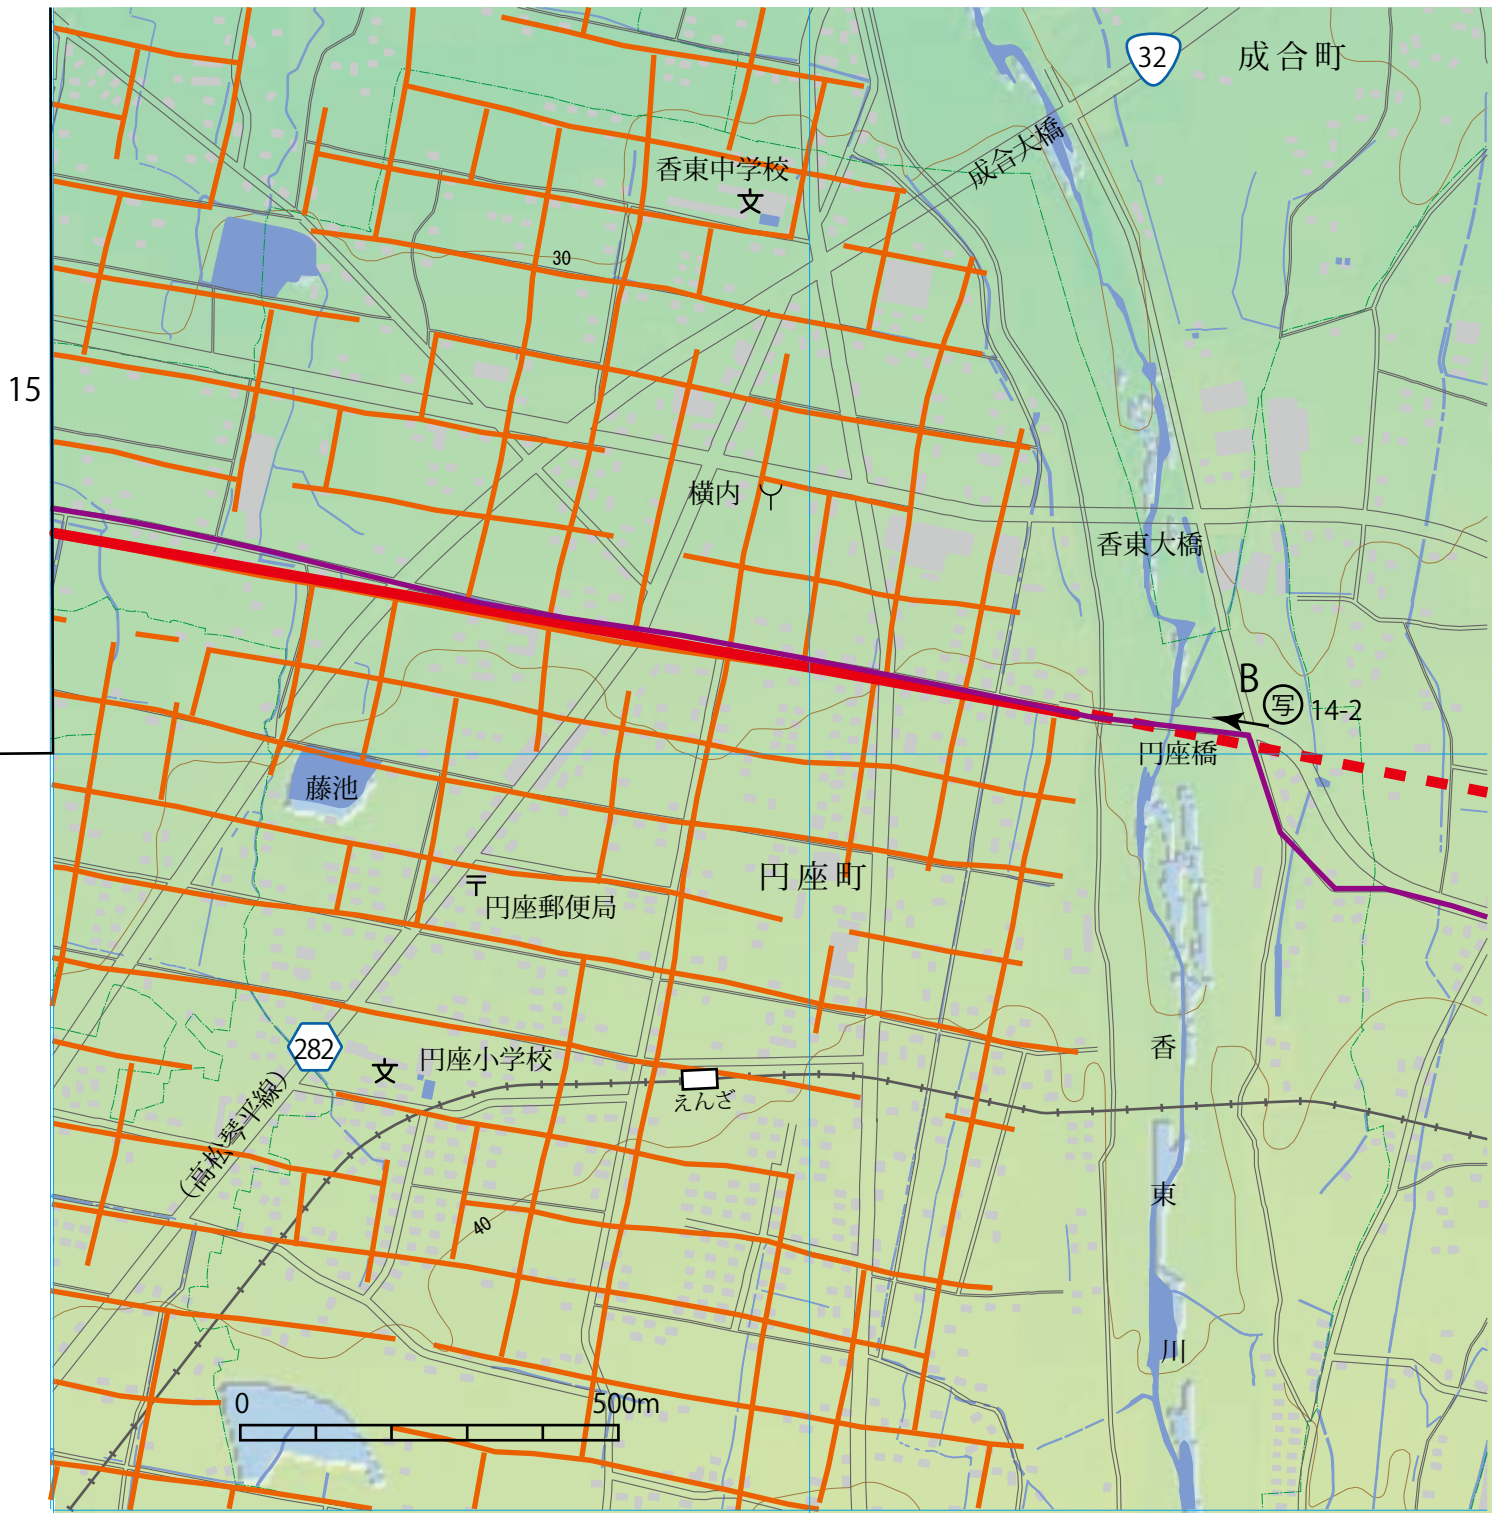 32
成合町
成合大橋
香東中学校
文
30
15
横内
香東大橋
B
写
14-2
円座橋
藤池
円座町
円座郵便局
282
文
円座小学校
えんざ
(高松琴平線)
香
東
川
40
0
500m